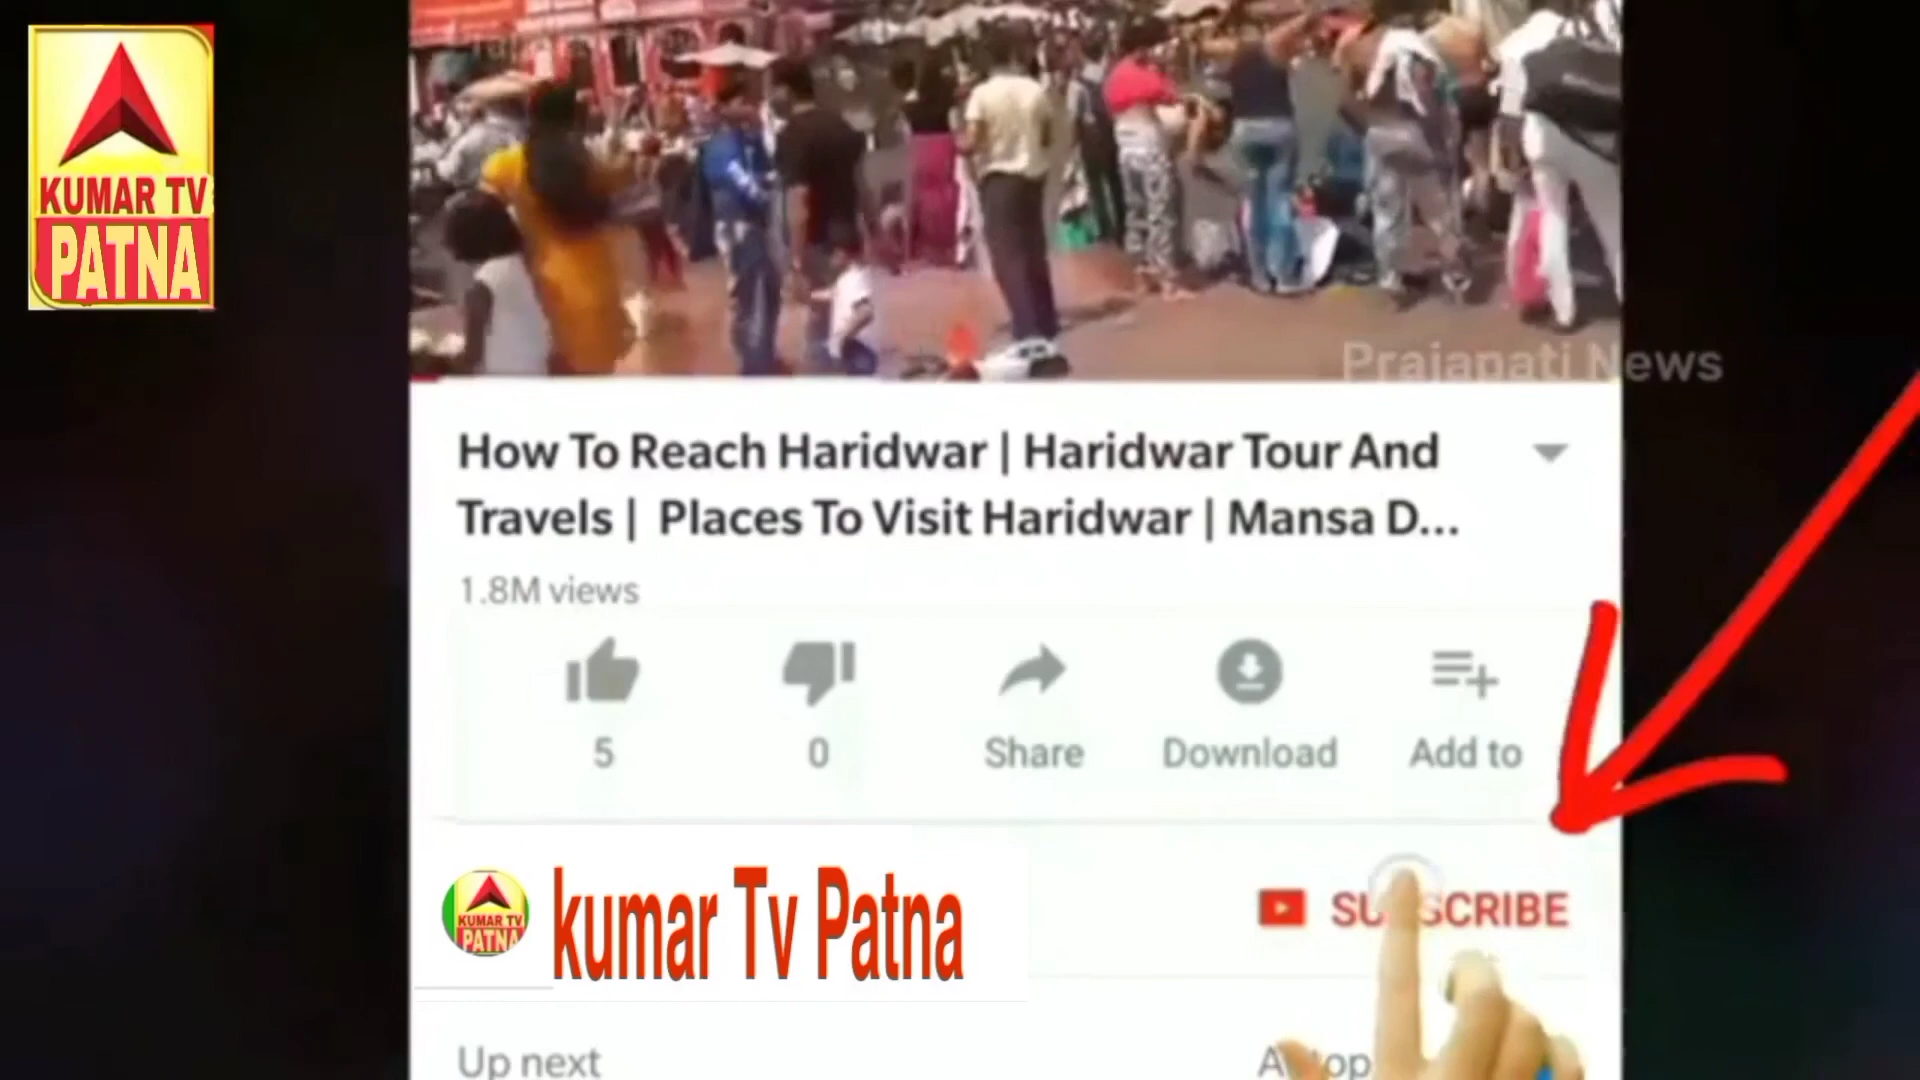 KUMAR TV
PATNA
Prajapati News
How To Reach Haridwar | Haridwar Tour And
Travels | Places To Visit Haridwar | Mansa D...
1.8M views
5
0
Share
Download
Add to
KUMAR TV
PATNA
kumar Tv Patna
SUBSCRIBE
Up next